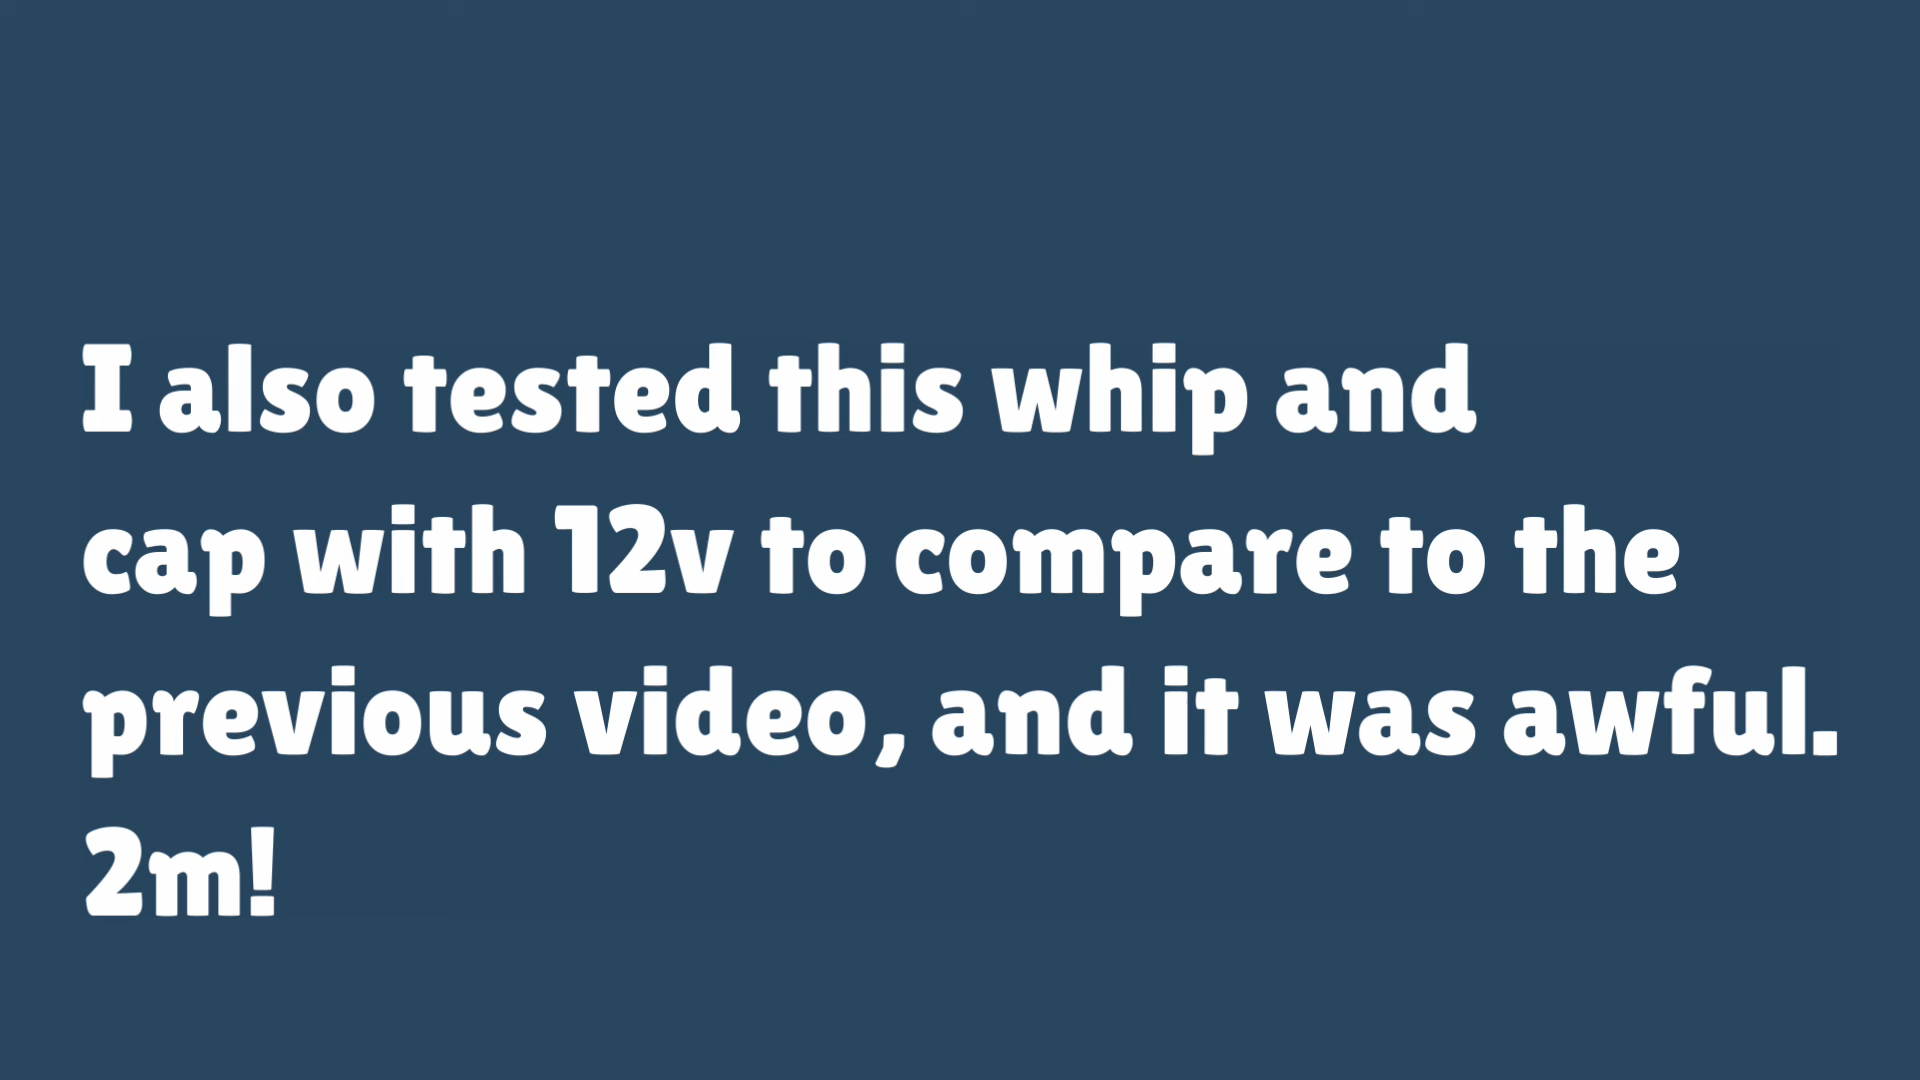 I also tested this whip and
cap with 12v to compare to the
previous video, and it was awful.
2m!